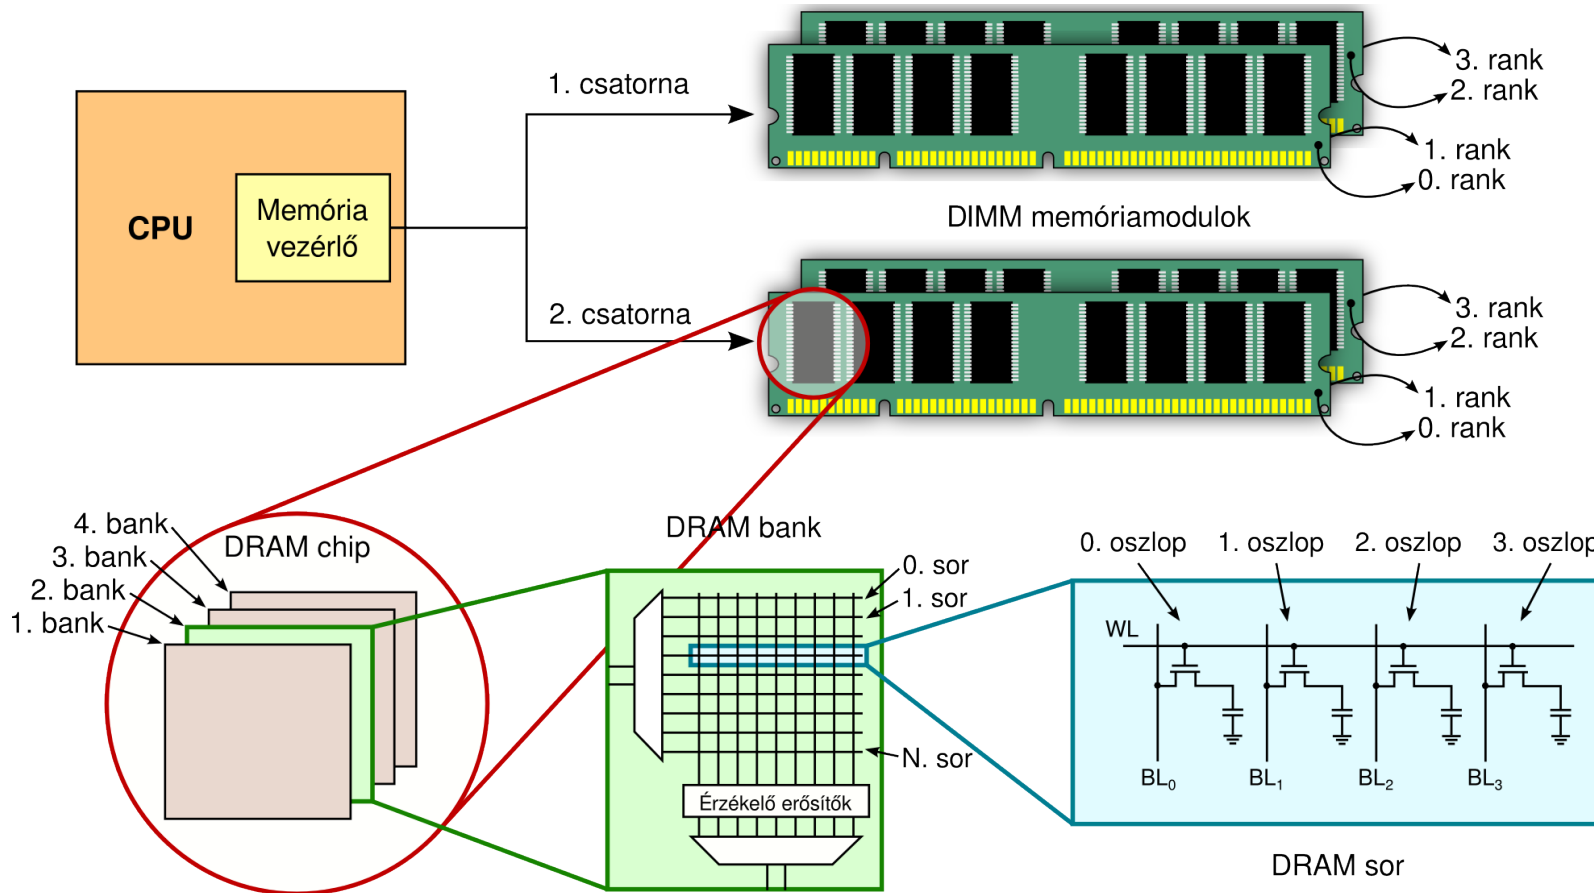 1. csatorna
3. rank
2. rank
1. rank
0. rank
CPU
Memória
vezérlő
DIMM memóriamodulok
2. csatorna
3. rank
2. rank
1. rank
0. rank
4. bank
3. bank
2. bank
1. bank
DRAM chip
DRAM bank
0. sor
1. sor
N. sor
Érzékelő erősítők
0. oszlop
1. oszlop
2. oszlop
3. oszlop
WL
BL₀
BL₁
BL₂
BL₃
DRAM sor